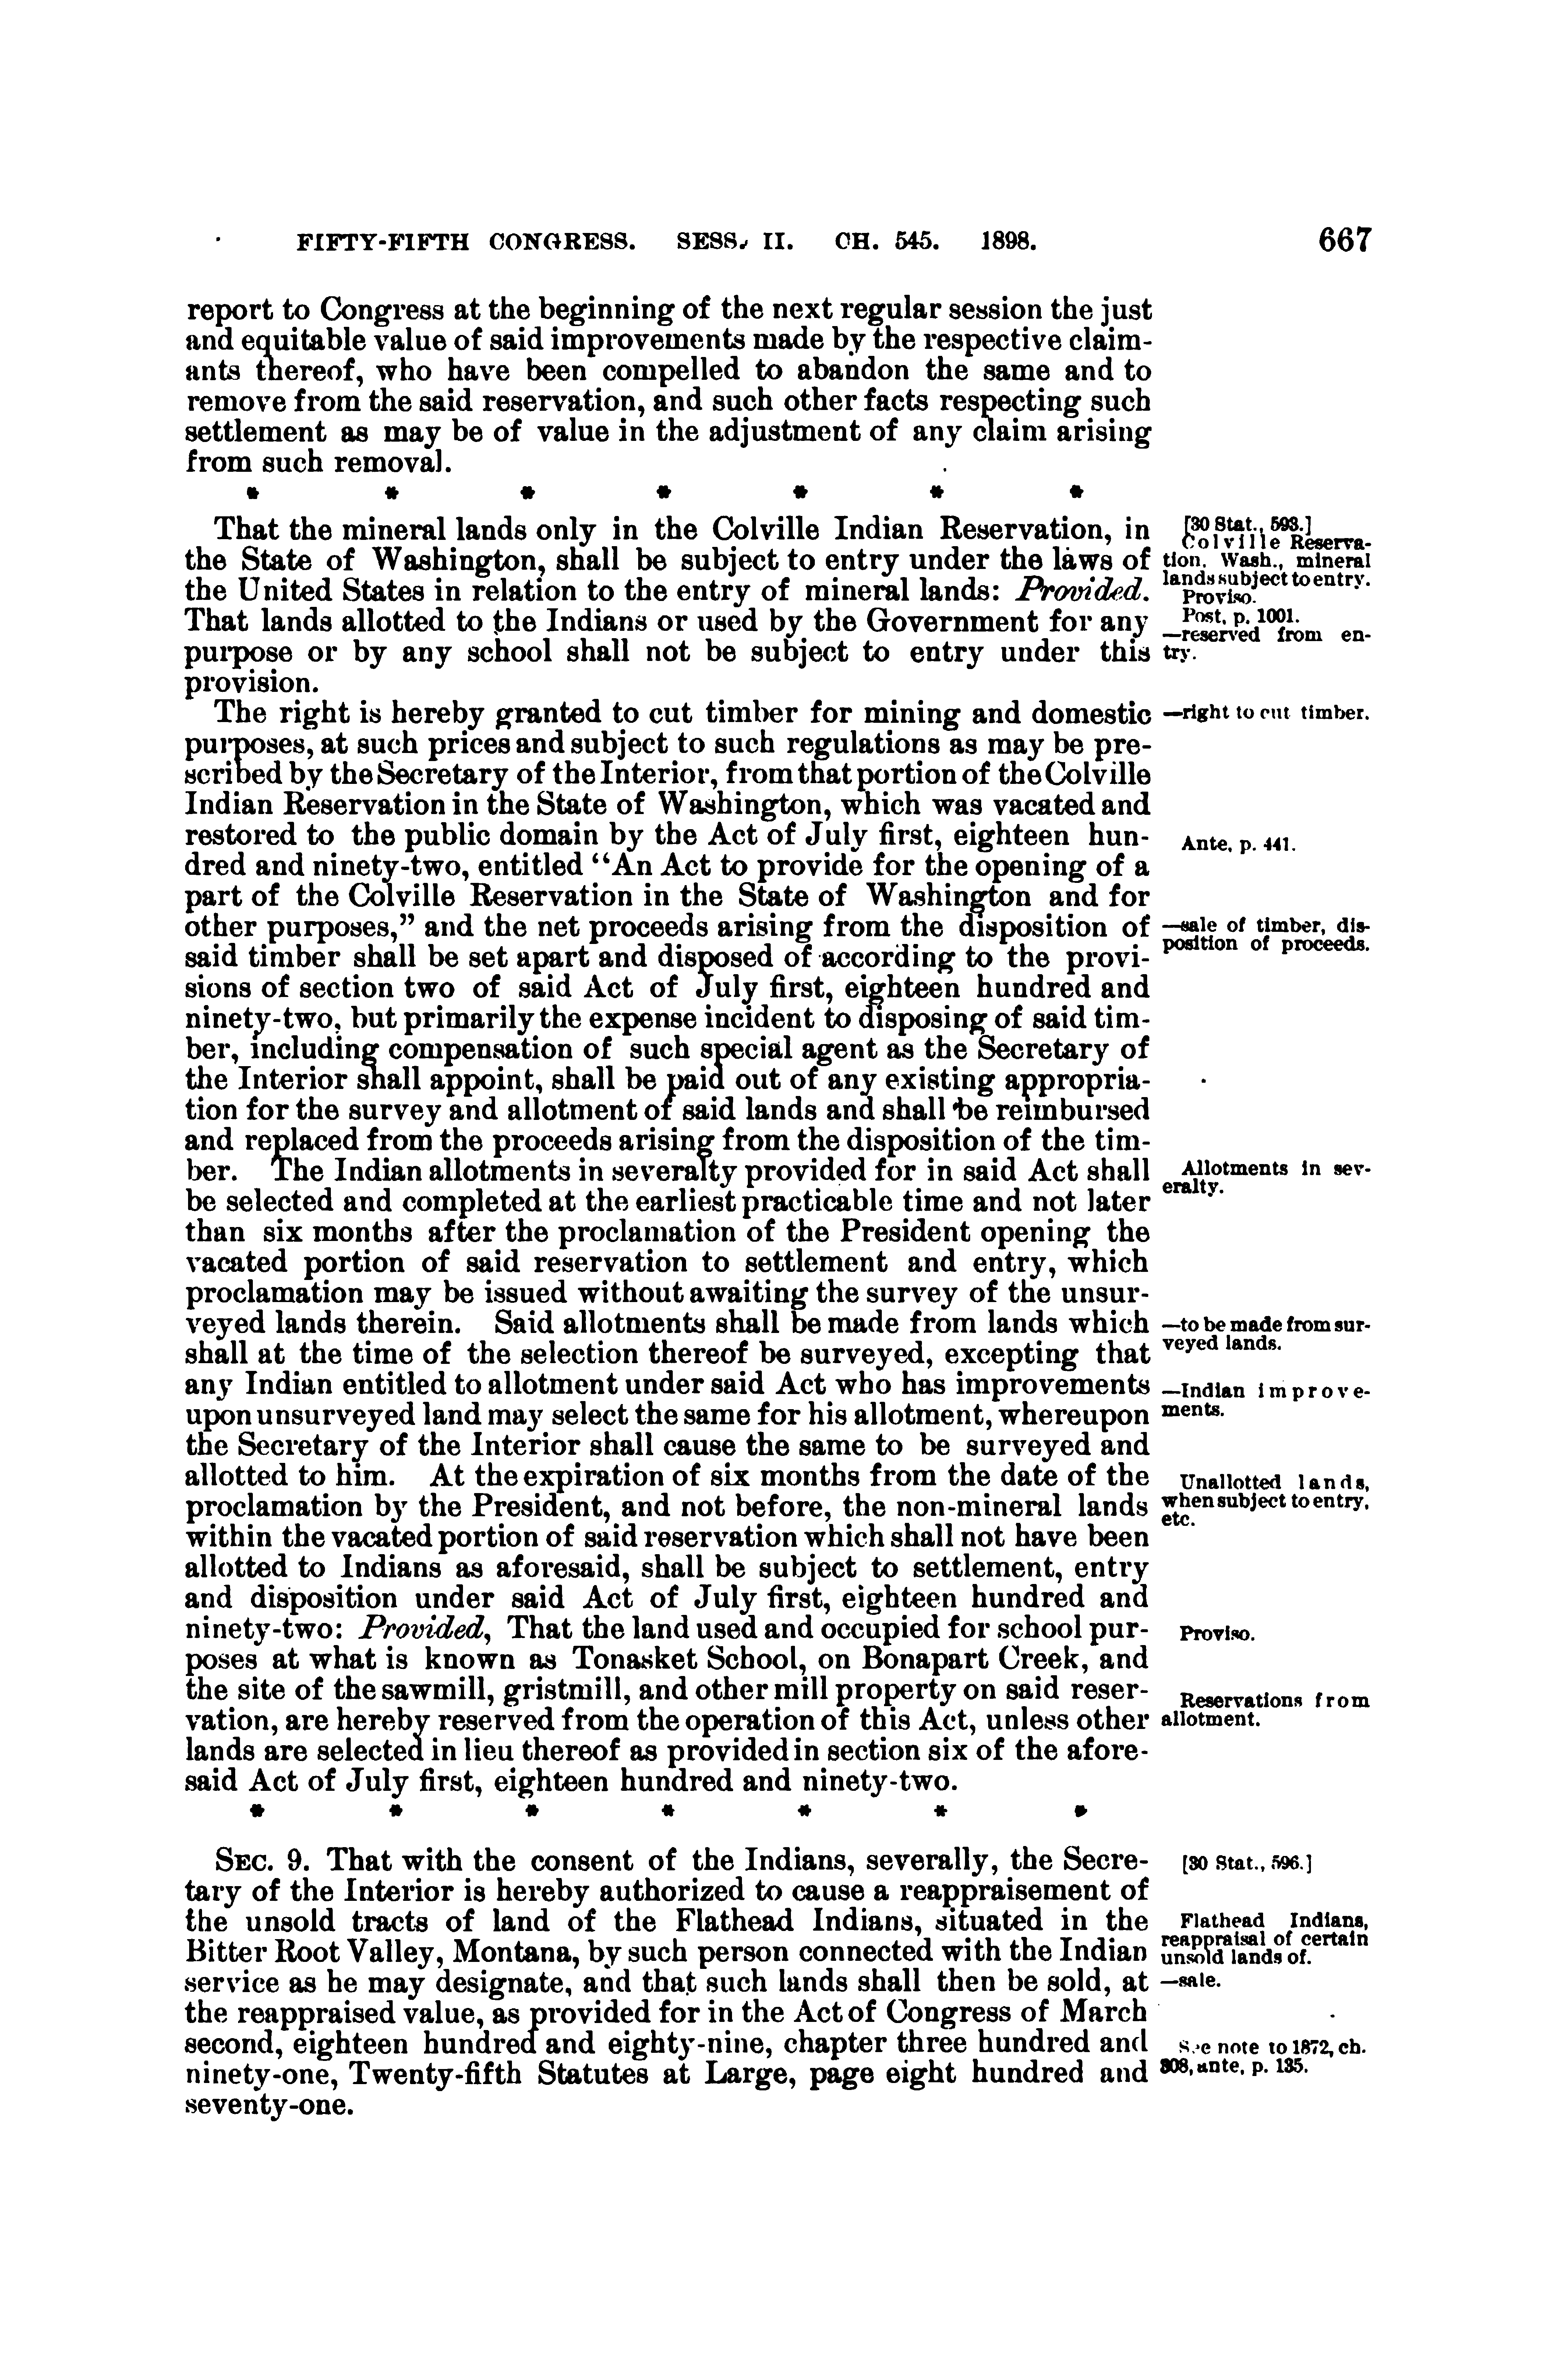 FIFTY-FIFTH CONGRESS. SESS. II. CH. 545. 1898. 667
report to Congress at the beginning of the next regular session the just
and equitable value of said improvements made by the respective claim-
ants thereof, who have been compelled to abandon the same and to
remove from the said reservation, and such other facts respecting such
settlement as may be of value in the adjustment of any claim arising
from such removal.
* * * * * * *
That the mineral lands only in the Colville Indian Reservation, in
the State of Washington, shall be subject to entry under the laws of
the United States in relation to the entry of mineral lands: Provided.
That lands allotted to the Indians or used by the Government for any
purpose or by any school shall not be subject to entry under this
provision.
[30 Stat., 593.]
Colville Reserva-
tion, Wash., mineral
lands subject to entry.
Proviso.
Post, p. 1001.
—reserved from en-
try.
The right is hereby granted to cut timber for mining and domestic
purposes, at such prices and subject to such regulations as may be pre-
scribed by the Secretary of the Interior, from that portion of the Colville
Indian Reservation in the State of Washington, which was vacated and
restored to the public domain by the Act of July first, eighteen hun-
dred and ninety-two, entitled “An Act to provide for the opening of a
part of the Colville Reservation in the State of Washington and for
other purposes,” and the net proceeds arising from the disposition of
said timber shall be set apart and disposed of according to the provi-
sions of section two of said Act of July first, eighteen hundred and
ninety-two, but primarily the expense incident to disposing of said tim-
ber, including compensation of such special agent as the Secretary of
the Interior shall appoint, shall be paid out of any existing appropria-
tion for the survey and allotment of said lands and shall be reimbursed
and replaced from the proceeds arising from the disposition of the tim-
ber. The Indian allotments in severalty provided for in said Act shall
be selected and completed at the earliest practicable time and not later
than six months after the proclamation of the President opening the
vacated portion of said reservation to settlement and entry, which
proclamation may be issued without awaiting the survey of the unsur-
veyed lands therein. Said allotments shall be made from lands which
shall at the time of the selection thereof be surveyed, excepting that
any Indian entitled to allotment under said Act who has improvements
upon unsurveyed land may select the same for his allotment, whereupon
the Secretary of the Interior shall cause the same to be surveyed and
allotted to him. At the expiration of six months from the date of the
proclamation by the President, and not before, the non-mineral lands
within the vacated portion of said reservation which shall not have been
allotted to Indians as aforesaid, shall be subject to settlement, entry
and disposition under said Act of July first, eighteen hundred and
ninety-two: Provided, That the land used and occupied for school pur-
poses at what is known as Tonasket School, on Bonapart Creek, and
the site of the sawmill, gristmill, and other mill property on said reser-
vation, are hereby reserved from the operation of this Act, unless other
lands are selected in lieu thereof as provided in section six of the afore-
said Act of July first, eighteen hundred and ninety-two.
—right to cut timber.
Ante, p. 441.
—sale of timber, dis-
position of proceeds.
Allotments in sev-
eralty.
—to be made from sur-
veyed lands.
—Indian improve-
ments.
Unallotted lands,
when subject to entry,
etc.
Proviso.
Reservations from
allotment.
* * * * * * *
SEC. 9. That with the consent of the Indians, severally, the Secre-
tary of the Interior is hereby authorized to cause a reappraisement of
the unsold tracts of land of the Flathead Indians, situated in the
Bitter Root Valley, Montana, by such person connected with the Indian
service as he may designate, and that such lands shall then be sold, at
the reappraised value, as provided for in the Act of Congress of March
second, eighteen hundred and eighty-nine, chapter three hundred and
ninety-one, Twenty-fifth Statutes at Large, page eight hundred and
seventy-one.
[30 Stat., 596.]
Flathead Indians,
reappraisal of certain
unsold lands of.
—sale.
See note to 1872, ch.
308, ante, p. 135.